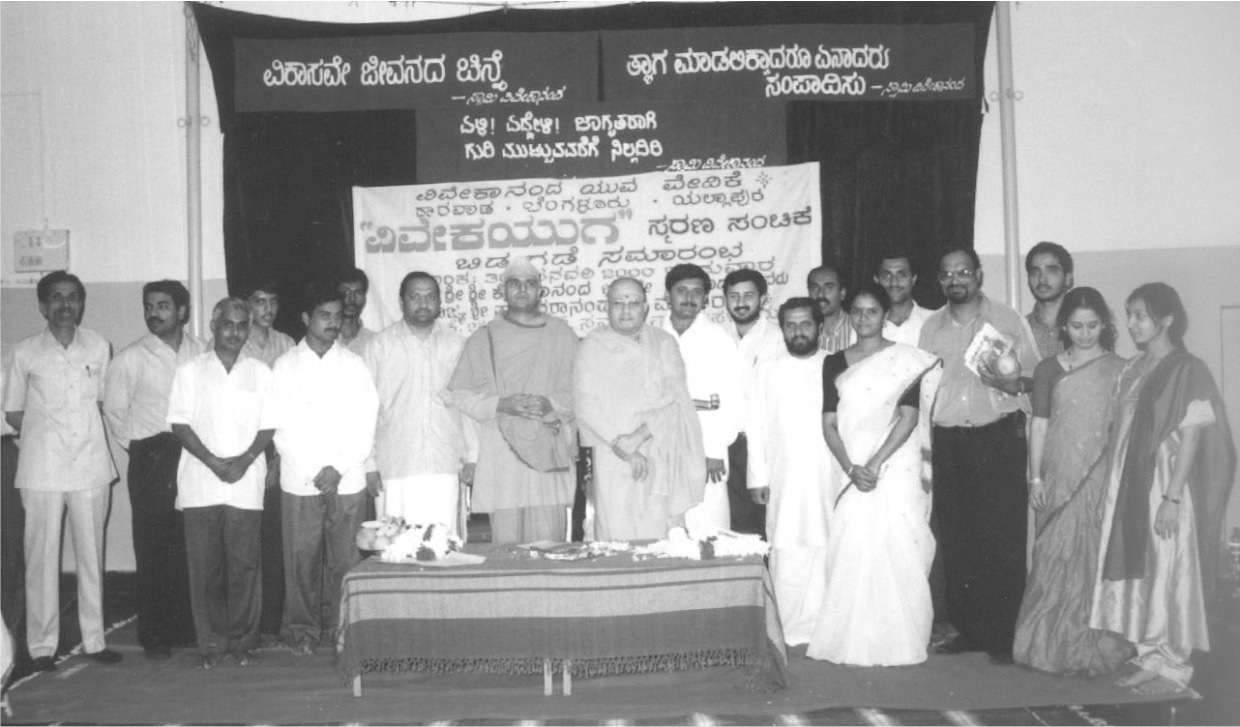 ವಿಕಾಸವೇ ಜೀವನದ ಚಿನ್ಹೆ
—ಸ್ವಾಮಿ ವಿವೇಕಾನಂದ
ತ್ಯಾಗ ಮಾಡಲಿಕ್ಕಾದರೂ ಏನಾದರು
ಸಂಪಾದಿಸು —ಸ್ವಾಮಿ ವಿವೇಕಾನಂದ
ಏಳಿ! ಎದ್ದೇಳಿ! ಜಾಗೃತರಾಗಿ
ಗುರಿ ಮುಟ್ಟುವವರೆಗೆ ನಿಲ್ಲದಿರಿ
—ಸ್ವಾಮಿ ವಿವೇಕಾನಂದ
ವಿವೇಕಾನಂದ ಯುವ ವೇದಿಕೆ
ಕಾರವಾಡ · ಬೆಂಗಳೂರು · ಯಲ್ಲಾಪುರ
"ವಿವೇಕಯುಗ" ಸ್ಮರಣ ಸಂಚಿಕೆ
ಬಿಡುಗಡೆ ಸಮಾರಂಭ